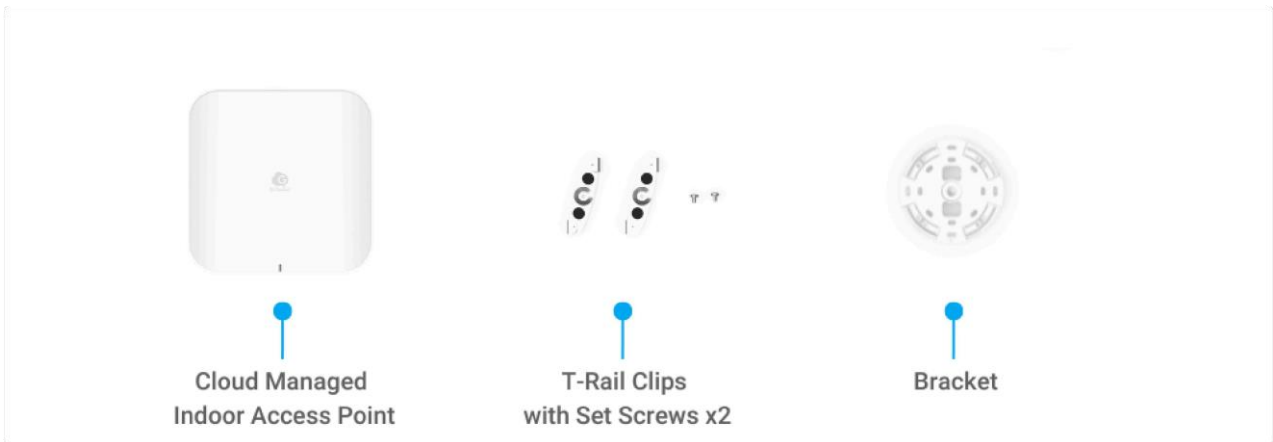 Cloud Managed
Indoor Access Point
T-Rail Clips
with Set Screws x2
Bracket